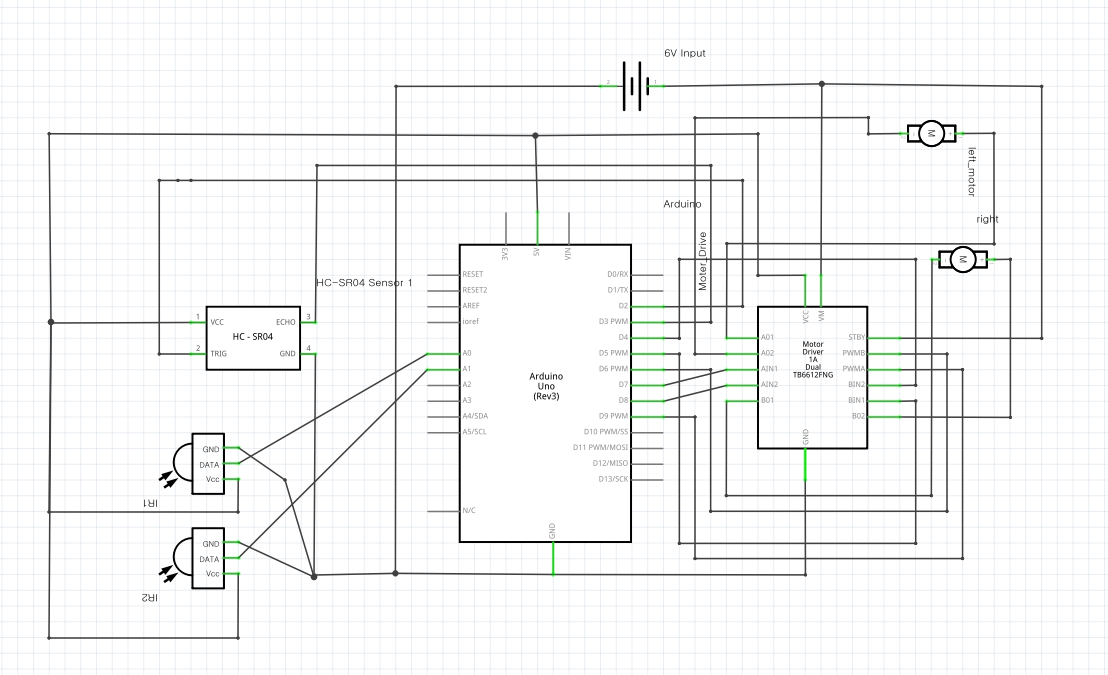 6V Input
2
1
M
left_motor
right
M
Arduino
Moter_Drive
3V3
5V
VIN
HC-SR04 Sensor 1
RESET
RESET2
AREF
ioref
A0
A1
A2
A3
A4/SDA
A5/SCL
N/C
GND
Arduino
Uno
(Rev3)
D0/RX
D1/TX
D2
D3 PWM
D4
D5 PWM
D6 PWM
D7
D8
D9 PWM
D10 PWM/SS
D11 PWM/MOSI
D12/MISO
D13/SCK
1
VCC
ECHO
3
HC - SR04
2
TRIG
GND
4
VCC
VM
A01
A02
AIN1
AIN2
B01
Motor
Driver
1A
Dual
TB6612FNG
STBY
PWMB
PWMA
BIN2
BIN1
B02
GND
GND
DATA
Vcc
IR1
GND
DATA
Vcc
IR2